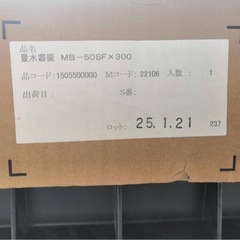 品名
量水器筺 MB-50SF×300
品コード: 1505500000 Mコード: 22106 入数: 1
出荷日: S番:
ロット: 25.1.21 237